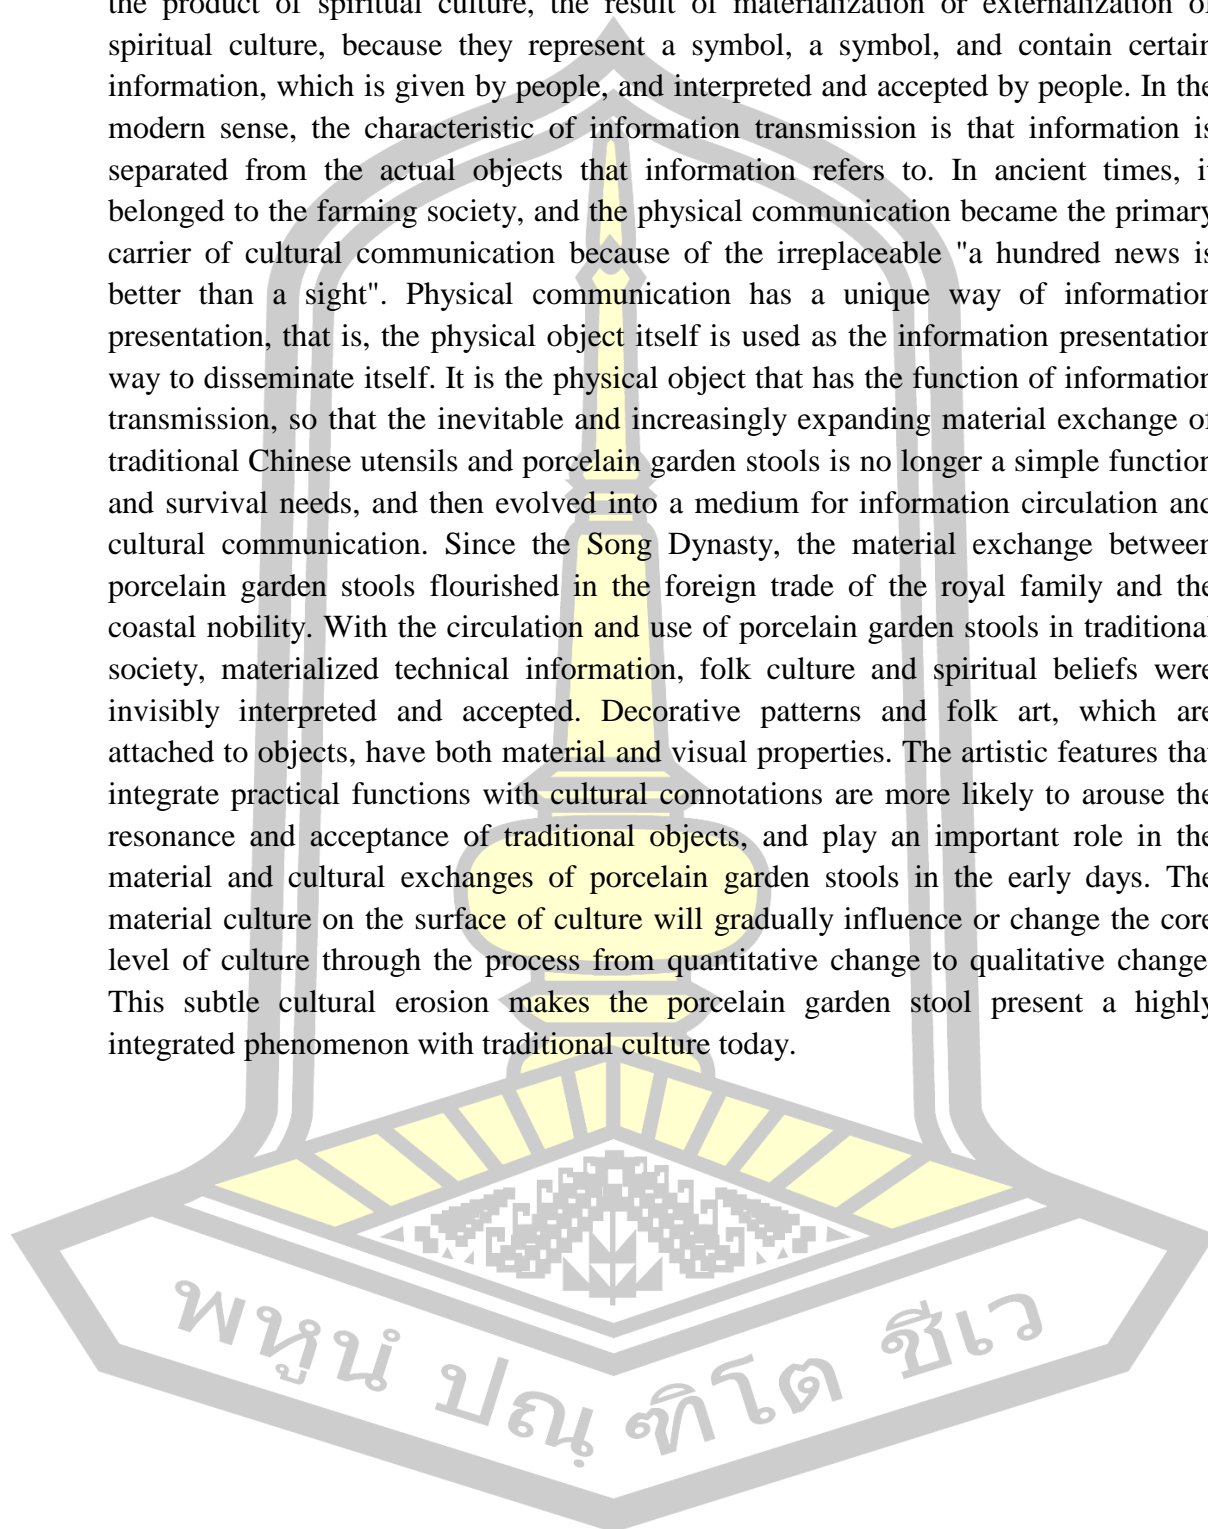 the product of spiritual culture, the result of materialization or externalization of
spiritual culture, because they represent a symbol, a symbol, and contain certain
information, which is given by people, and interpreted and accepted by people. In the
modern sense, the characteristic of information transmission is that information is
separated from the actual objects that information refers to. In ancient times, it
belonged to the farming society, and the physical communication became the primary
carrier of cultural communication because of the irreplaceable "a hundred news is
better than a sight". Physical communication has a unique way of information
presentation, that is, the physical object itself is used as the information presentation
way to disseminate itself. It is the physical object that has the function of information
transmission, so that the inevitable and increasingly expanding material exchange of
traditional Chinese utensils and porcelain garden stools is no longer a simple function
and survival needs, and then evolved into a medium for information circulation and
cultural communication. Since the Song Dynasty, the material exchange between
porcelain garden stools flourished in the foreign trade of the royal family and the
coastal nobility. With the circulation and use of porcelain garden stools in traditional
society, materialized technical information, folk culture and spiritual beliefs were
invisibly interpreted and accepted. Decorative patterns and folk art, which are
attached to objects, have both material and visual properties. The artistic features that
integrate practical functions with cultural connotations are more likely to arouse the
resonance and acceptance of traditional objects, and play an important role in the
material and cultural exchanges of porcelain garden stools in the early days. The
material culture on the surface of culture will gradually influence or change the core
level of culture through the process from quantitative change to qualitative change
This subtle cultural erosion makes the porcelain garden stool present a highly
integrated phenomenon with traditional culture today.
พหูนํ ปณฺฑิโต ชีเว